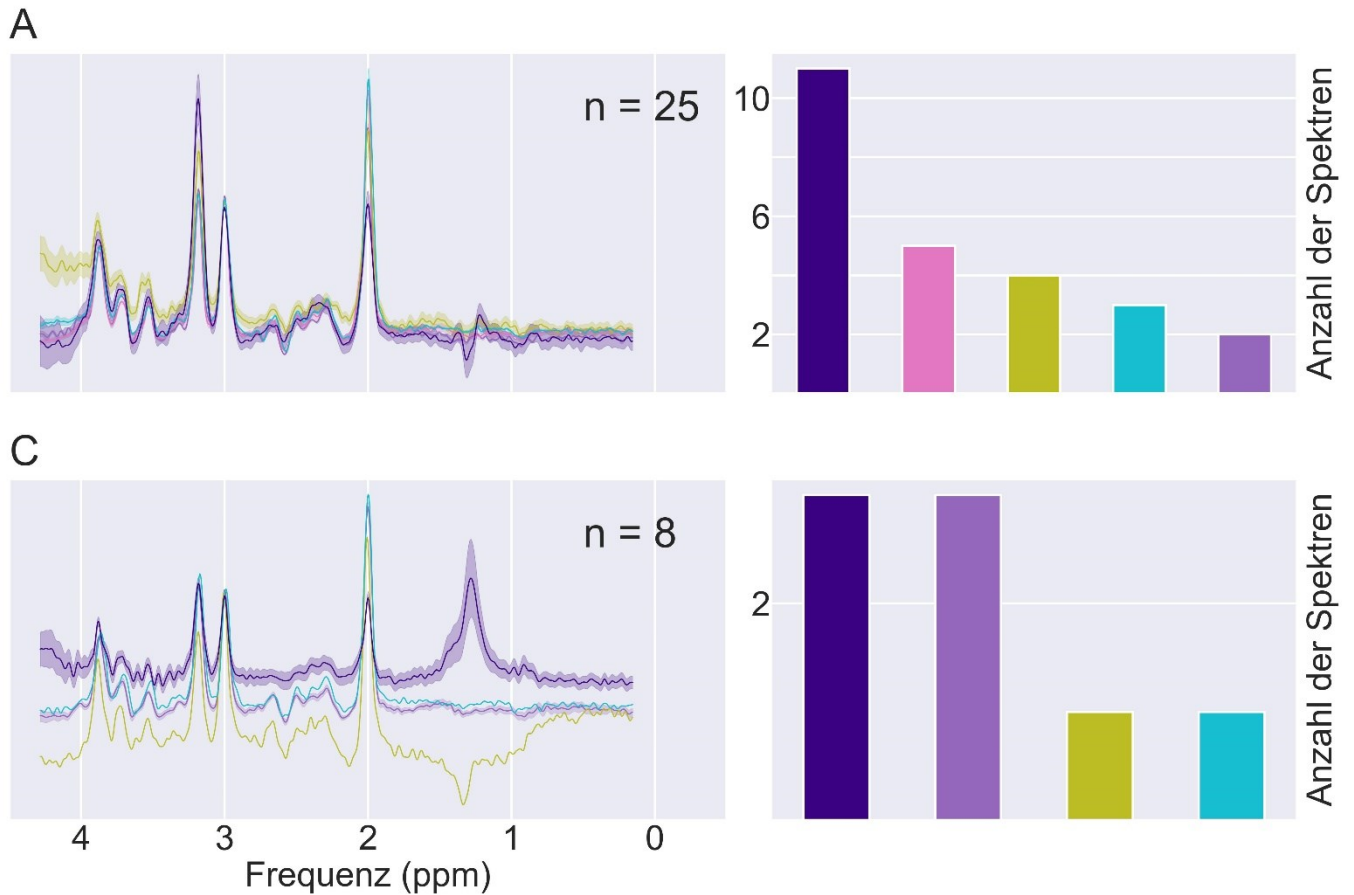 A
n = 25
10
6
2
Anzahl der Spektren
C
n = 8
2
Anzahl der Spektren
4 3 2 1 0
Frequenz (ppm)